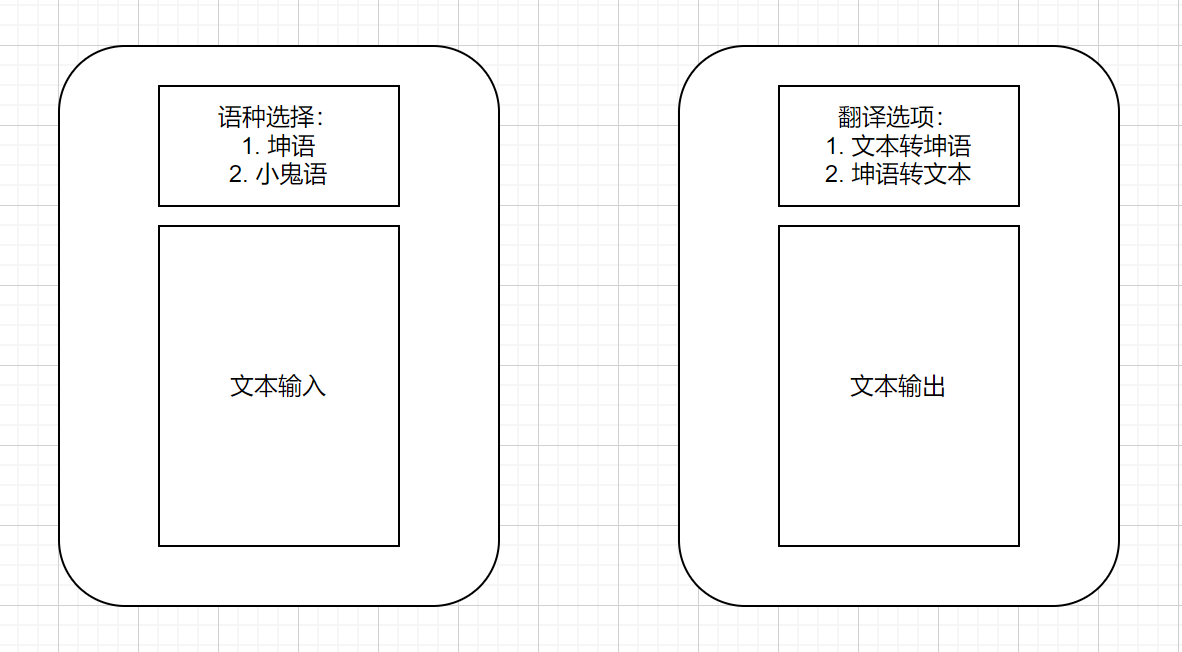 语种选择：
1. 坤语
2. 小鬼语
文本输入
翻译选项：
1. 文本转坤语
2. 坤语转文本
文本输出